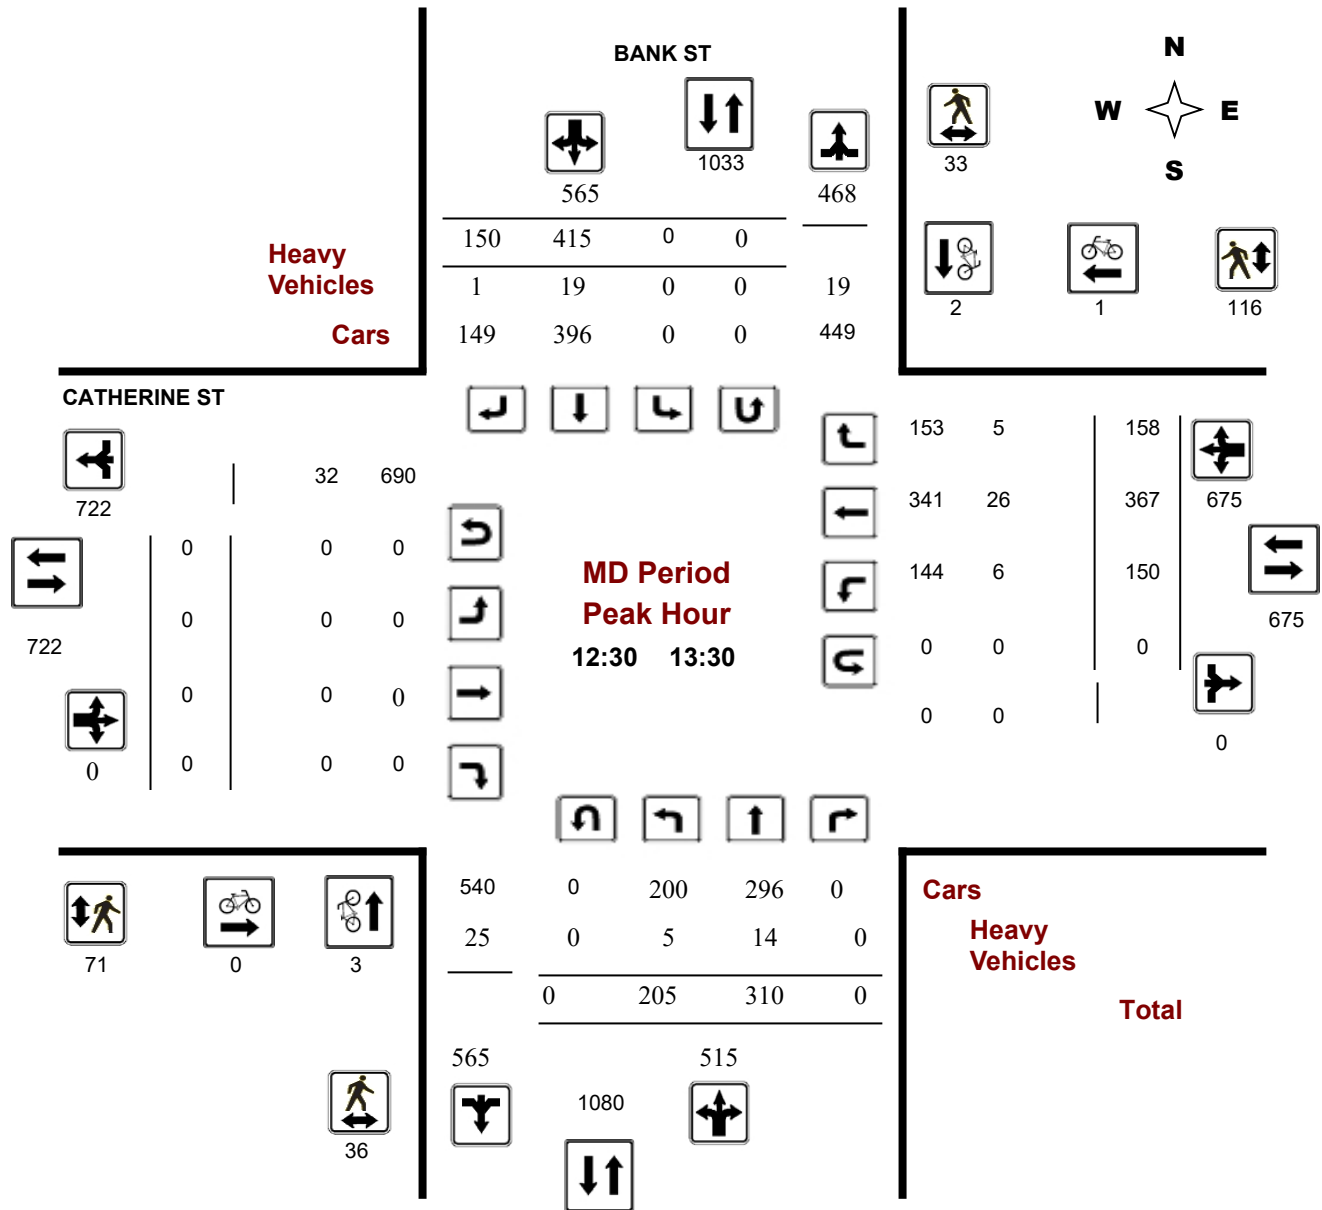 BANK ST
N
W E
S
1033
33
565
468
150 415 0 0
Heavy
Vehicles
1 19 0 0 19
2 1 116
Cars
149 396 0 0 449
CATHERINE ST
153 5 158
32 690
722
341 26 367 675
0 0 0
MD Period
144 6 150
Peak Hour
0 0 0
675
722
12:30 13:30
0 0 0
0 0 0
0 0
0
0 0 0
0
540 0 200 296 0
Cars
25 0 5 14 0
Heavy
Vehicles
71 0 3
0 205 310 0
Total
565 515
1080
36